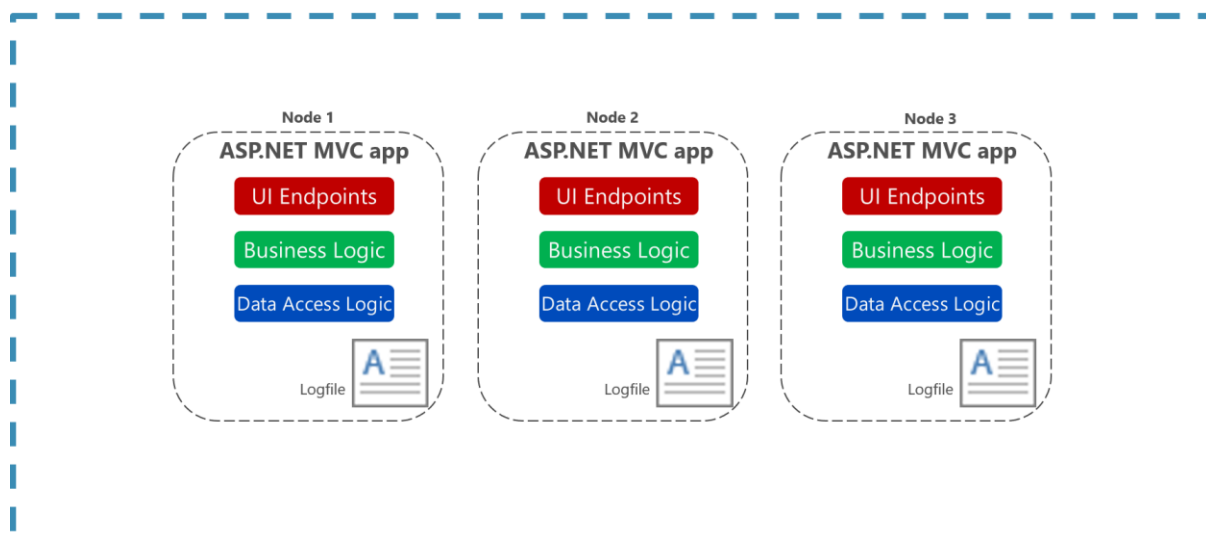 Node 1
ASP.NET MVC app
UI Endpoints
Business Logic
Data Access Logic
Logfile
A
Node 2
ASP.NET MVC app
UI Endpoints
Business Logic
Data Access Logic
Logfile
A
Node 3
ASP.NET MVC app
UI Endpoints
Business Logic
Data Access Logic
Logfile
A